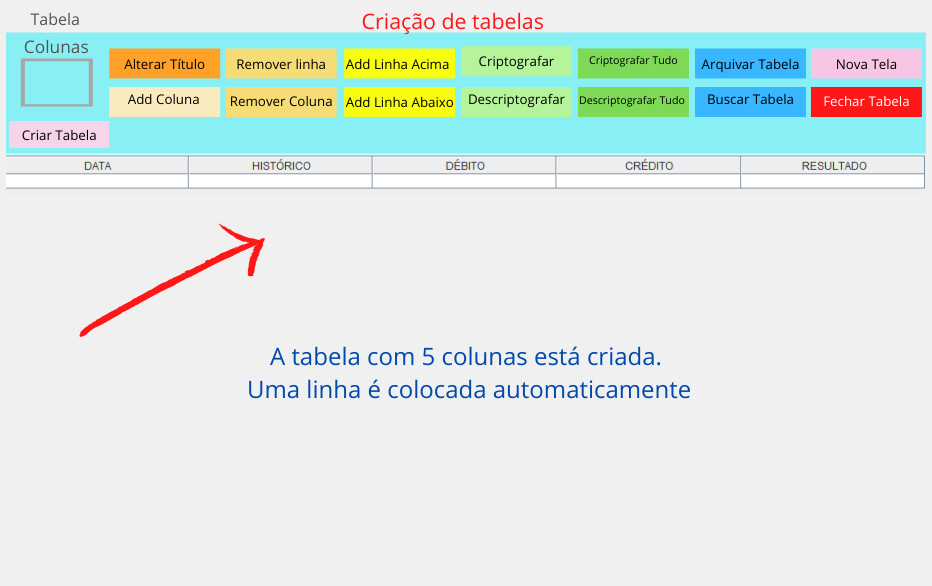 Tabela
Criação de tabelas
Colunas
Alterar Título
Remover linha
Add Linha Acima
Criptografar
Criptografar Tudo
Arquivar Tabela
Nova Tela
Add Coluna
Remover Coluna
Add Linha Abaixo
Descriptografar
Descriptografar Tudo
Buscar Tabela
Fechar Tabela
Criar Tabela
DATA
HISTÓRICO
DÉBITO
CRÉDITO
RESULTADO
A tabela com 5 colunas está criada.
Uma linha é colocada automaticamente